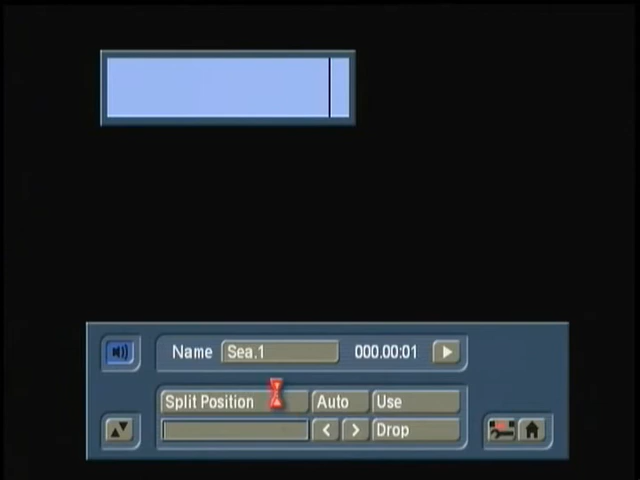 Name Sea.1 000.00:01
Split Position Auto Use
< > Drop